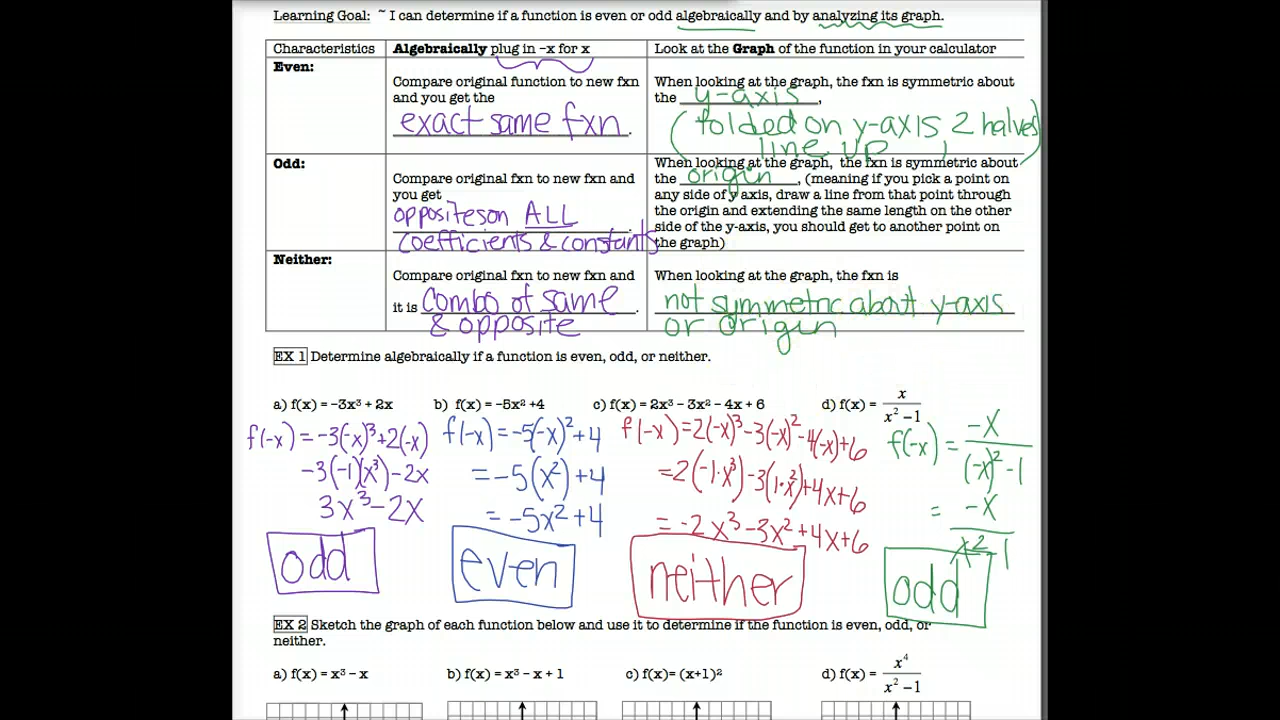 Learning Goal: ~ I can determine if a function is even or odd algebraically and by analyzing its graph.
Characteristics Algebraically plug in –x for x Look at the Graph of the function in your calculator
Even:
Compare original function to new fxn
and you get the
exact same fxn.
When looking at the graph, the fxn is symmetric about
the y-axis,
(folded on y-axis 2 halves
line up)
Odd:
Compare original fxn to new fxn and
you get
opposites on ALL.
coefficients & constants
When looking at the graph, the fxn is symmetric about
the origin, (meaning if you pick a point on
any side of y axis, draw a line from that point through
the origin and extending the same length on the other
side of the y-axis, you should get to another point on
the graph)
Neither:
Compare original fxn to new fxn and
it is combo of same.
& opposite
When looking at the graph, the fxn is
not symmetric about y-axis
or origin
EX 1 Determine algebraically if a function is even, odd, or neither.
a) f(x) = –3x³ + 2x
f(-x) = -3(-x)³+2(-x)
-3(-1)(x³) - 2x
3x³ - 2x
odd
b) f(x) = –5x² +4
f(-x) = -5(-x)² + 4
= -5(x²) + 4
= -5x² + 4
even
c) f(x) = 2x³ – 3x² – 4x + 6
f(-x) = 2(-x)³ - 3(-x)² - 4(-x) + 6
= 2(-1·x³) - 3(1·x²) + 4x + 6
= -2x³ - 3x² + 4x + 6
neither
d) f(x) = x / x² – 1
f(-x) = -x / (-x)² - 1
= -x / x² - 1
odd
EX 2 Sketch the graph of each function below and use it to determine if the function is even, odd, or
neither.
a) f(x) = x³ – x
b) f(x) = x³ – x + 1
c) f(x)= (x+1)²
d) f(x) = x⁴ / x² – 1